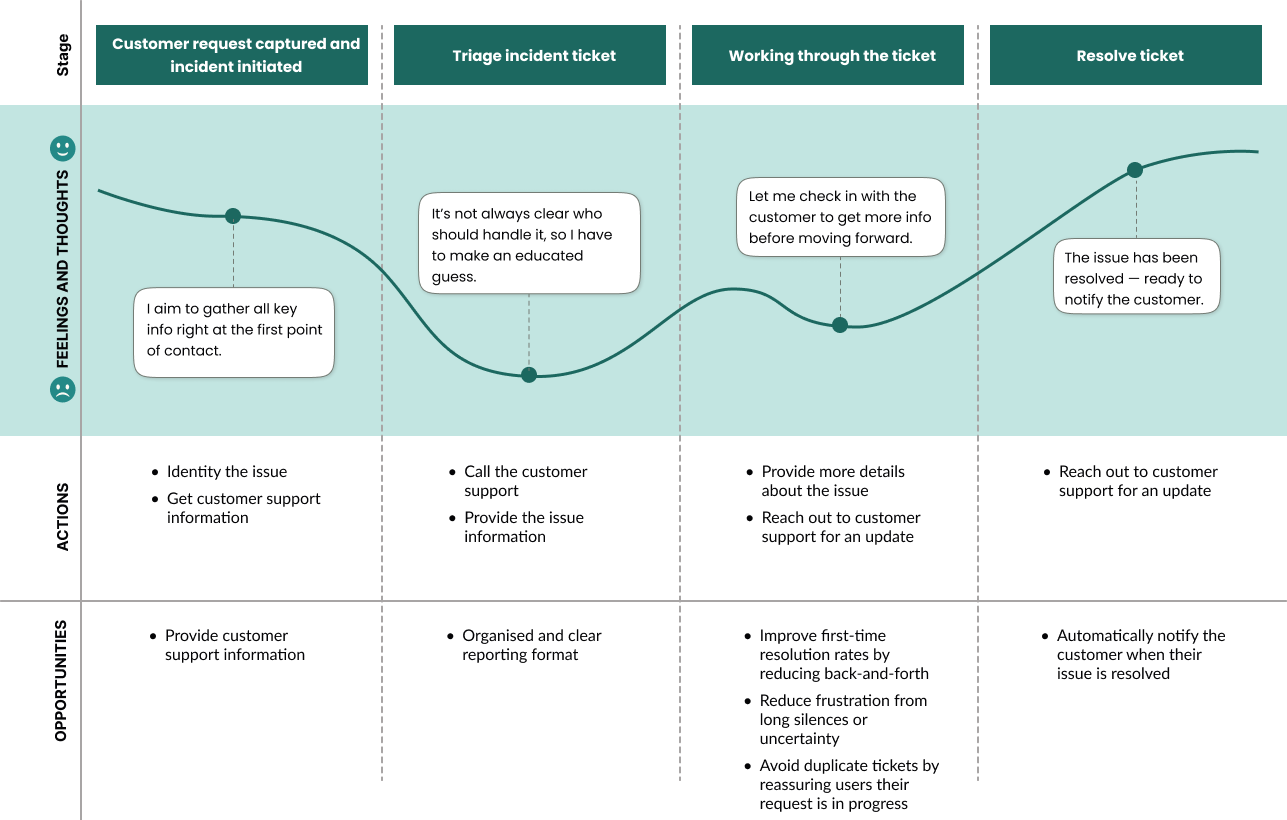 Stage
Customer request captured and
incident initiated
Triage incident ticket
Working through the ticket
Resolve ticket
FEELINGS AND THOUGHTS
I aim to gather all key
info right at the first point
of contact.
It's not always clear who
should handle it, so I have
to make an educated
guess.
Let me check in with the
customer to get more info
before moving forward.
The issue has been
resolved — ready to
notify the customer.
ACTIONS
• Identity the issue
• Get customer support
information
• Call the customer
support
• Provide the issue
information
• Provide more details
about the issue
• Reach out to customer
support for an update
• Reach out to customer
support for an update
OPPORTUNITIES
• Provide customer
support information
• Organised and clear
reporting format
• Improve first-time
resolution rates by
reducing back-and-forth
• Reduce frustration from
long silences or
uncertainty
• Avoid duplicate tickets by
reassuring users their
request is in progress
• Automatically notify the
customer when their
issue is resolved